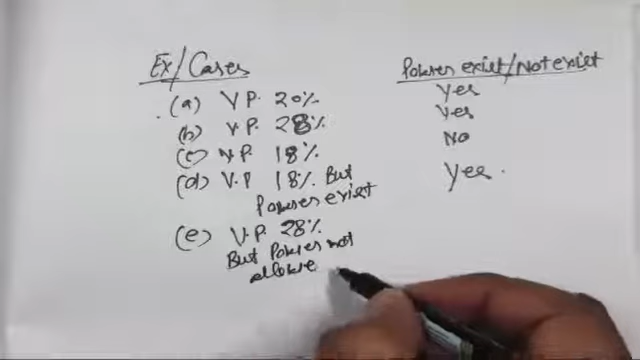 Ex/Cases Powers exist/Not exist
(a) V.P. 20% Yes
(b) V.P. 28% Yes
(c) V.P. 18% No
(d) V.P 18% But Yes
Powers exist
(e) V.P. 28%
But Powers not
allowe